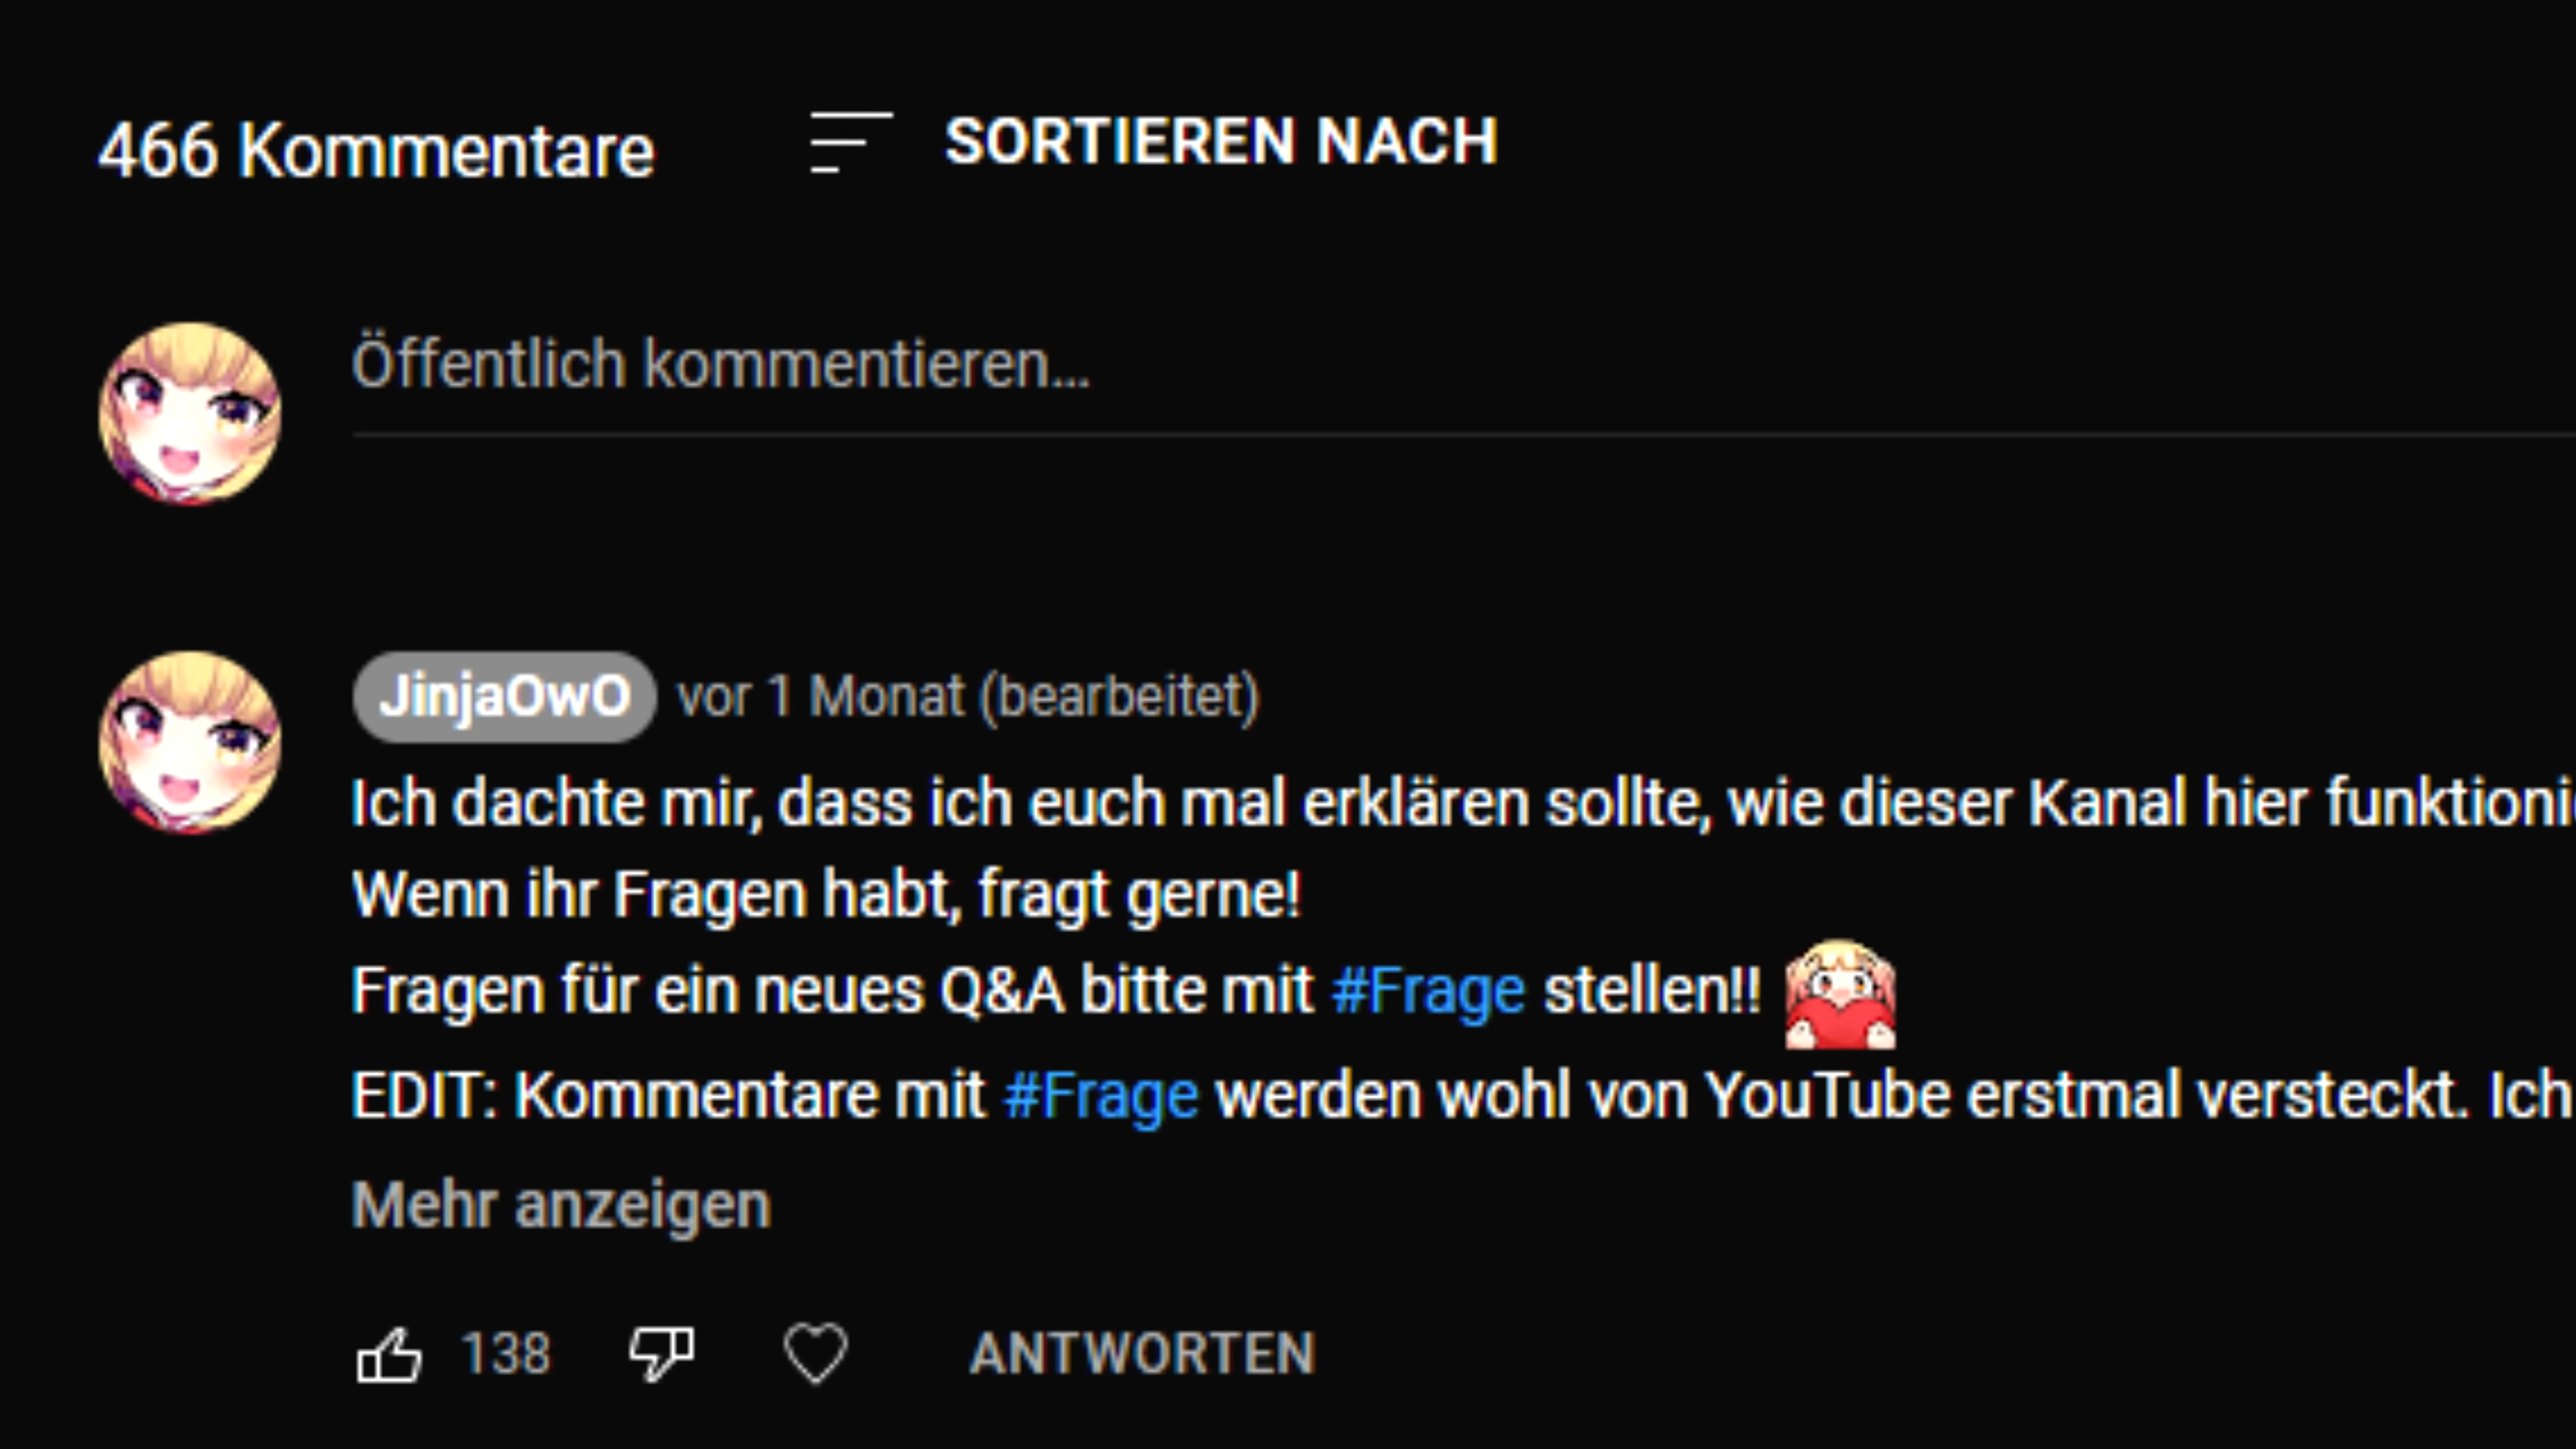 466 Kommentare
SORTIEREN NACH
Öffentlich kommentieren...
JinjaOwO vor 1 Monat (bearbeitet)
Ich dachte mir, dass ich euch mal erklären sollte, wie dieser Kanal hier
Wenn ihr Fragen habt, fragt gerne!
Fragen für ein neues Q&A bitte mit #Frage stellen!!
EDIT: Kommentare mit #Frage werden wohl von YouTube erstmal versteckt. Ich
Mehr anzeigen
138
ANTWORTEN